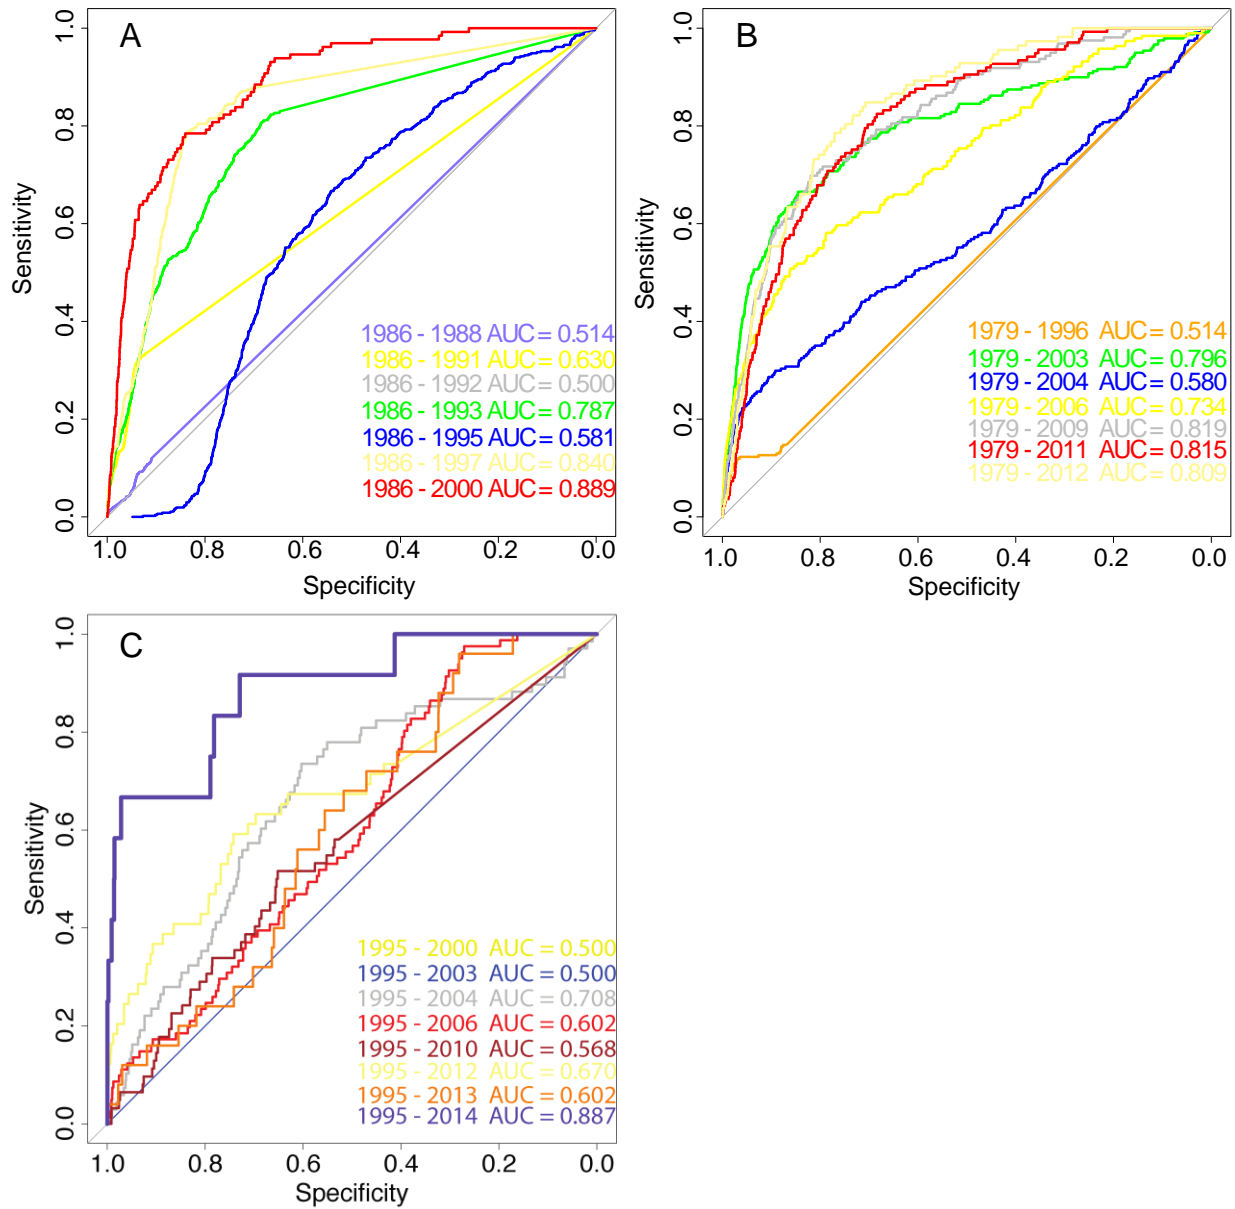 A
1.0
0.8
0.6
0.4
0.2
0.0
Sensitivity
1986 - 1988 AUC = 0.514
1986 - 1991 AUC = 0.630
1986 - 1992 AUC = 0.500
1986 - 1993 AUC = 0.787
1986 - 1995 AUC = 0.581
1986 - 1997 AUC = 0.840
1986 - 2000 AUC = 0.889
1.0 0.8 0.6 0.4 0.2 0.0
Specificity
B
1.0
0.8
0.6
0.4
0.2
0.0
Sensitivity
1979 - 1996 AUC = 0.514
1979 - 2003 AUC = 0.796
1979 - 2004 AUC = 0.580
1979 - 2006 AUC = 0.734
1979 - 2009 AUC = 0.819
1979 - 2011 AUC = 0.815
1979 - 2012 AUC = 0.809
1.0 0.8 0.6 0.4 0.2 0.0
Specificity
C
1.0
0.8
0.6
0.4
0.2
0.0
Sensitivity
1995 - 2000 AUC = 0.500
1995 - 2003 AUC = 0.500
1995 - 2004 AUC = 0.708
1995 - 2006 AUC = 0.602
1995 - 2010 AUC = 0.568
1995 - 2012 AUC = 0.670
1995 - 2013 AUC = 0.602
1995 - 2014 AUC = 0.887
1.0 0.8 0.6 0.4 0.2 0.0
Specificity